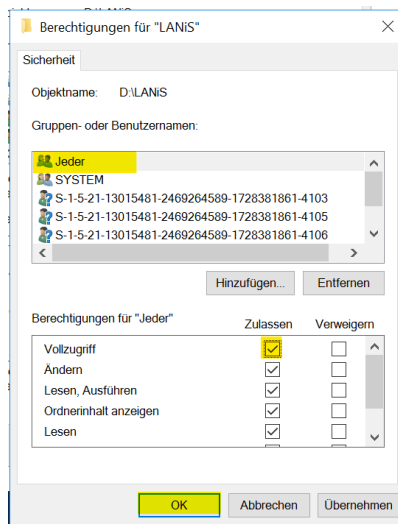 Berechtigungen für "LANiS"
Sicherheit
Objektname: D:\LANiS
Gruppen- oder Benutzernamen:
Jeder
SYSTEM
S-1-5-21-13015481-2469264589-1728381861-4103
S-1-5-21-13015481-2469264589-1728381861-4105
S-1-5-21-13015481-2469264589-1728381861-4106
Hinzufügen... Entfernen
Berechtigungen für "Jeder" Zulassen Verweigern
Vollzugriff
Ändern
Lesen, Ausführen
Ordnerinhalt anzeigen
Lesen
OK Abbrechen Übernehmen